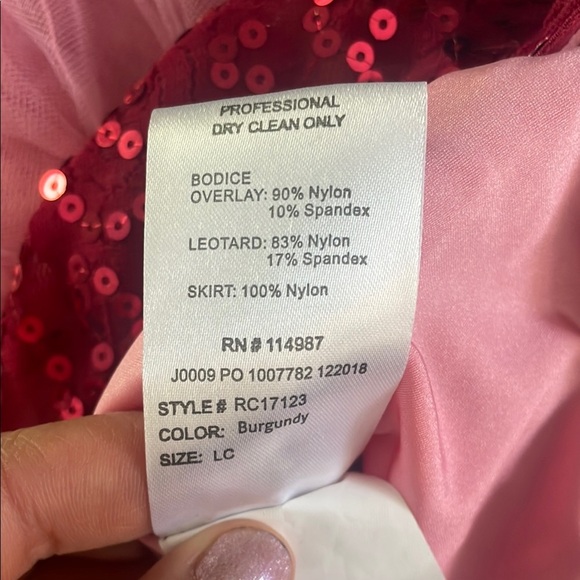 PROFESSIONAL
DRY CLEAN ONLY
BODICE
OVERLAY: 90% Nylon
10% Spandex
LEOTARD: 83% Nylon
17% Spandex
SKIRT: 100% Nylon
RN # 114987
J0009 PO 1007782 122018
STYLE# RC17123
COLOR: Burgundy
SIZE: LC